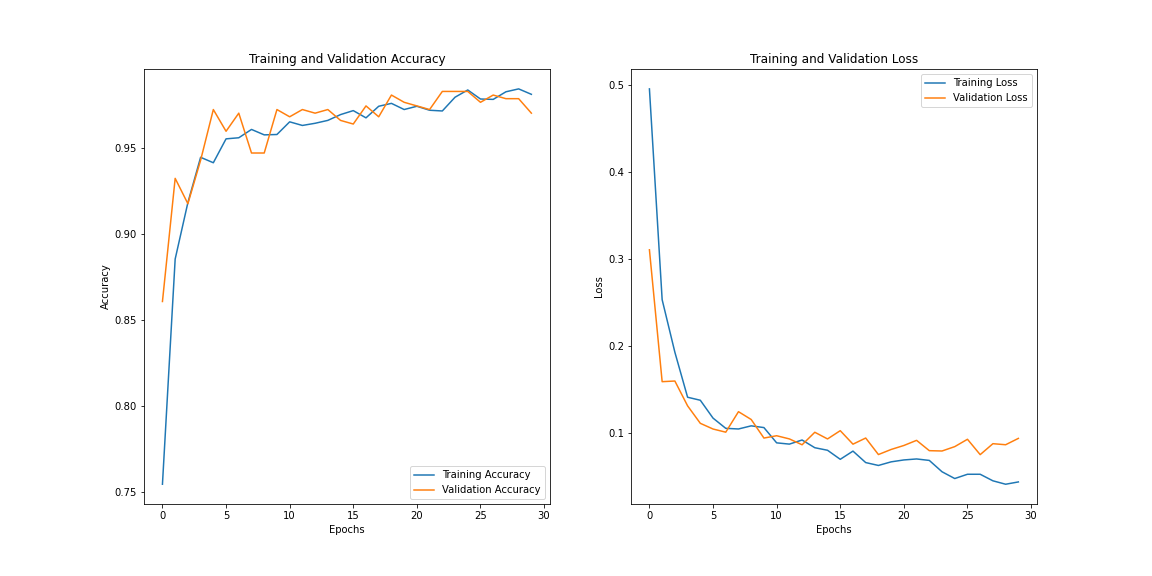 Training and Validation Accuracy
0.95
0.90
0.85
0.80
0.75
Accuracy
0
5
10
15
20
25
30
Epochs
Training Accuracy
Validation Accuracy
Training and Validation Loss
0.5
0.4
0.3
0.2
0.1
Loss
0
5
10
15
20
25
30
Epochs
Training Loss
Validation Loss